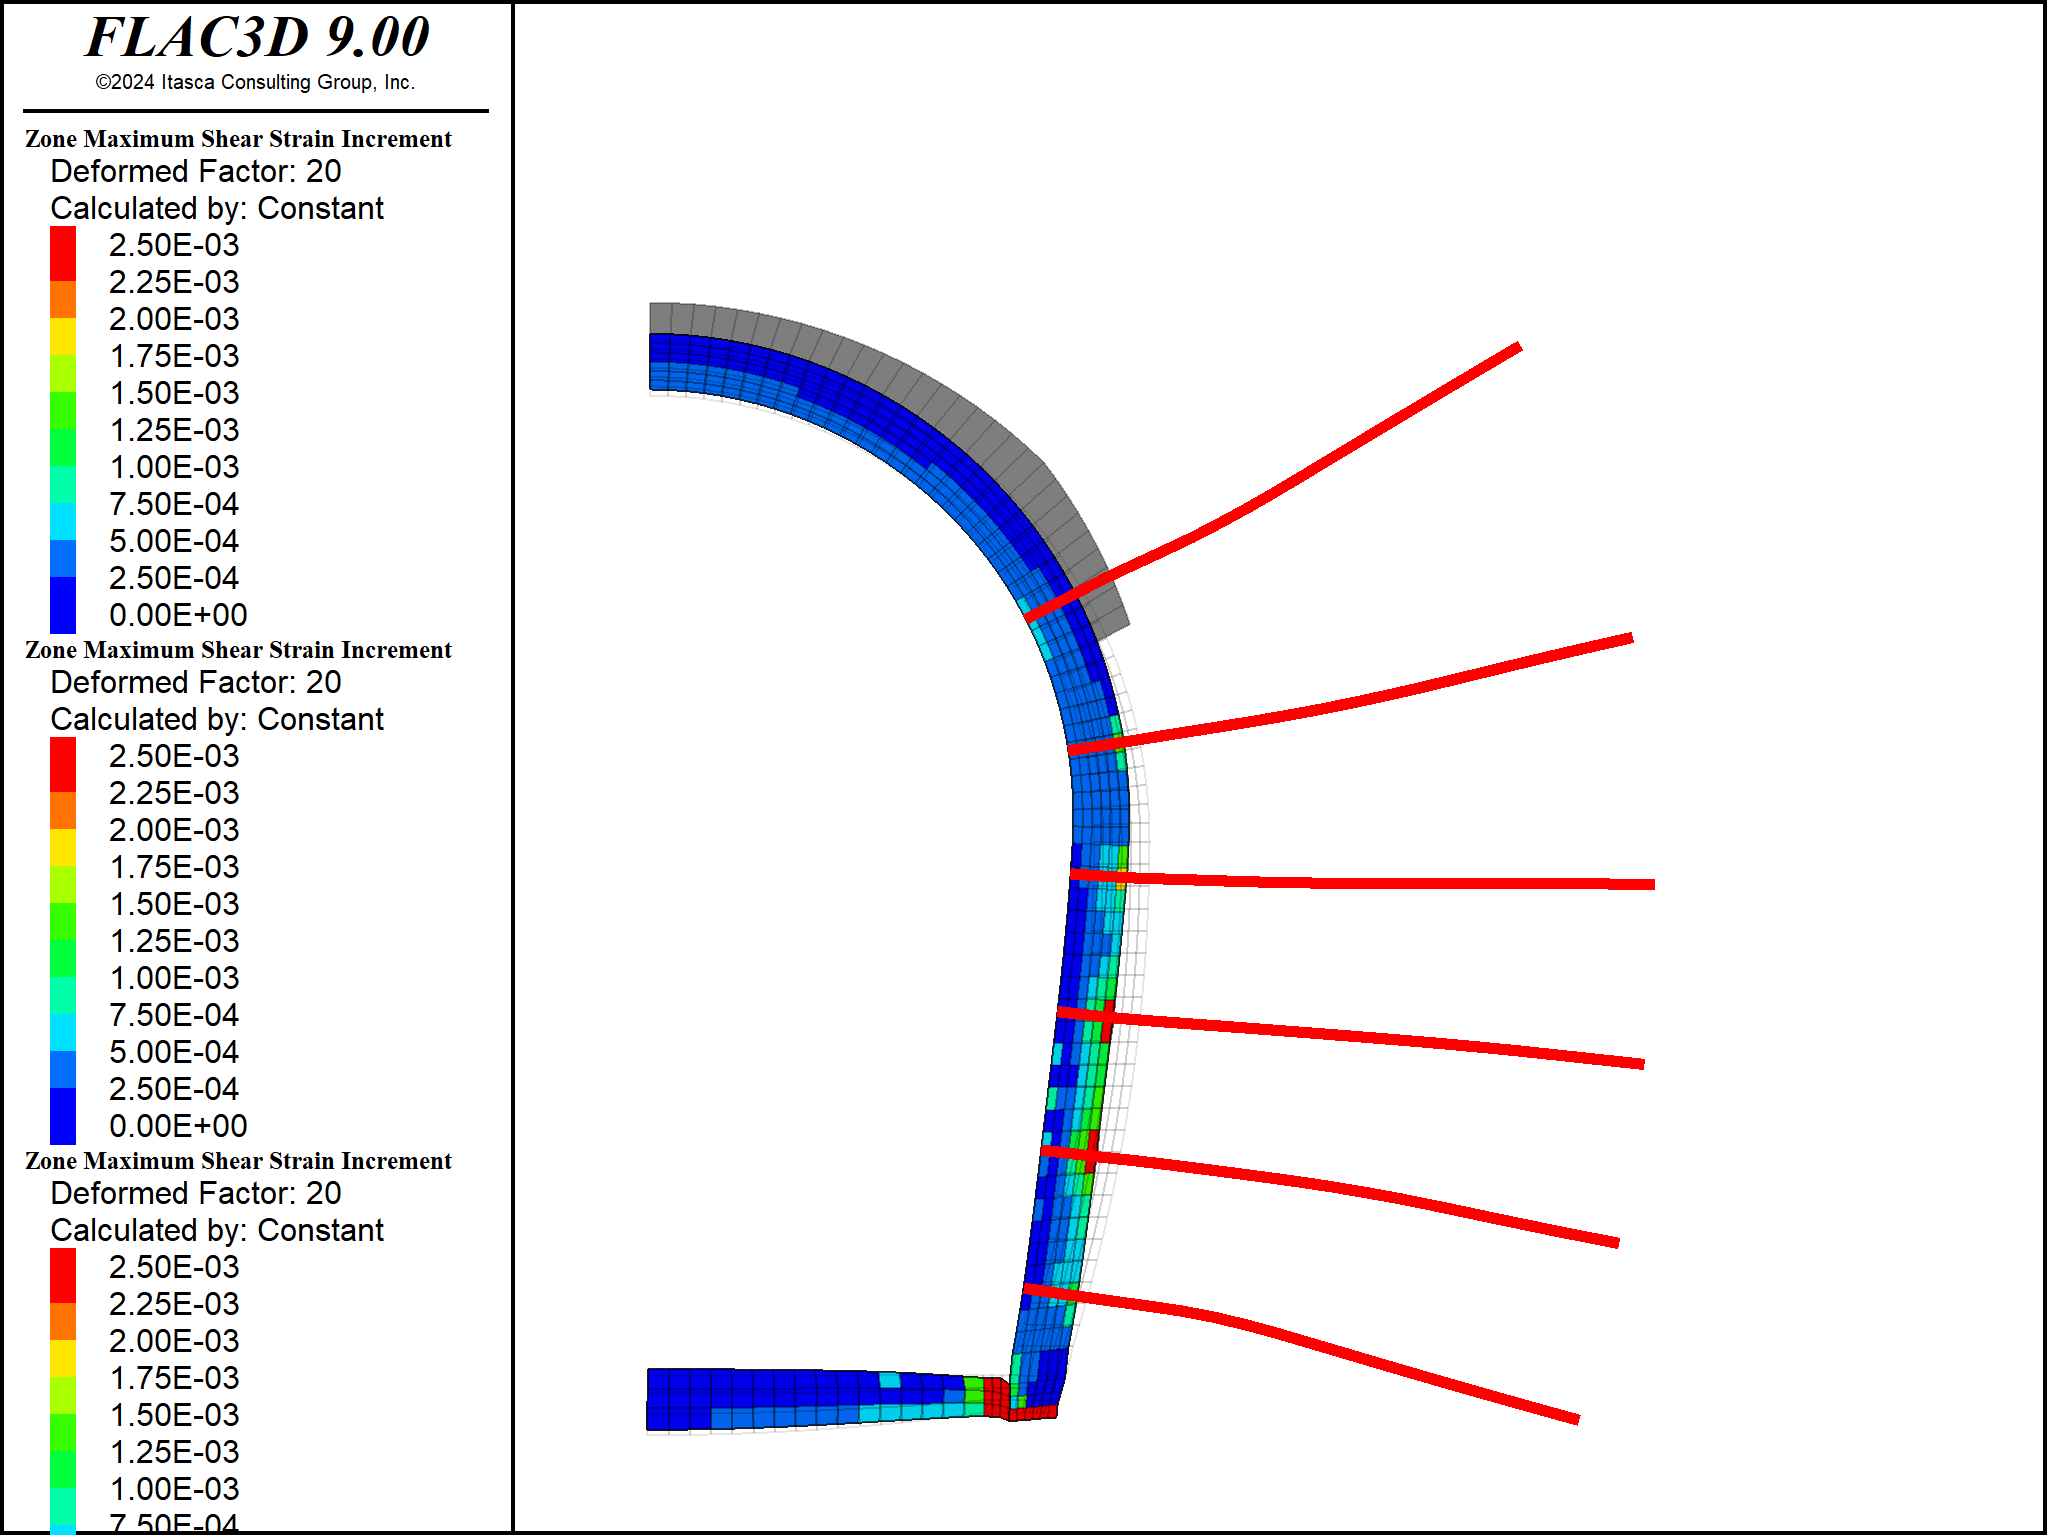 FLAC3D 9.00
©2024 Itasca Consulting Group, Inc.
Zone Maximum Shear Strain Increment
Deformed Factor: 20
Calculated by: Constant
2.50E-03
2.25E-03
2.00E-03
1.75E-03
1.50E-03
1.25E-03
1.00E-03
7.50E-04
5.00E-04
2.50E-04
0.00E+00
Zone Maximum Shear Strain Increment
Deformed Factor: 20
Calculated by: Constant
2.50E-03
2.25E-03
2.00E-03
1.75E-03
1.50E-03
1.25E-03
1.00E-03
7.50E-04
5.00E-04
2.50E-04
0.00E+00
Zone Maximum Shear Strain Increment
Deformed Factor: 20
Calculated by: Constant
2.50E-03
2.25E-03
2.00E-03
1.75E-03
1.50E-03
1.25E-03
1.00E-03
7.50E-04